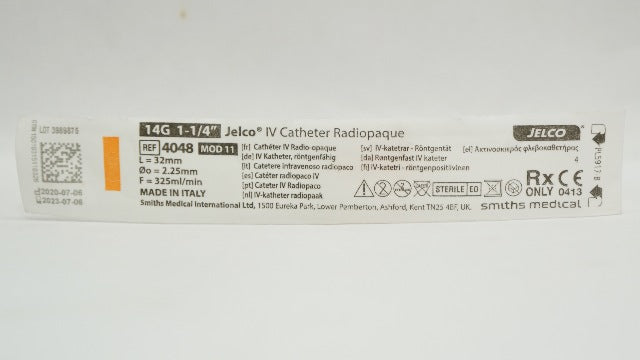 LOT 3989875
2020-07-06
2023-07-06
14G 1-1/4″ Jelco® IV Catheter Radiopaque
REF 4048 MOD 11
L = 32mm
Øo = 2.25mm
F = 325ml/min
MADE IN ITALY
[fr] Cathéter IV Radio-opaque
[de] IV Katheter, röntgenfähig
[it] Catetere intravenoso radiopaco
[es] Catéter radiopaco IV
[pt] Cateter IV Radiopaco
[nl] IV-katheter radiopaak
[sv] IV-katetrar - Röntgentät
[da] Røntgenfast IV kateter
[fi] IV-katetri - röntgenpositiivinen
[el] Ακτινοσκιερός φλεβοκαθετήρας
JELCO®
4
STERILE EO
Rx ONLY
CE 0413
smiths medical
Smiths Medical International Ltd, 1500 Eureka Park, Lower Pemberton, Ashford, Kent TN25 4BF, UK.